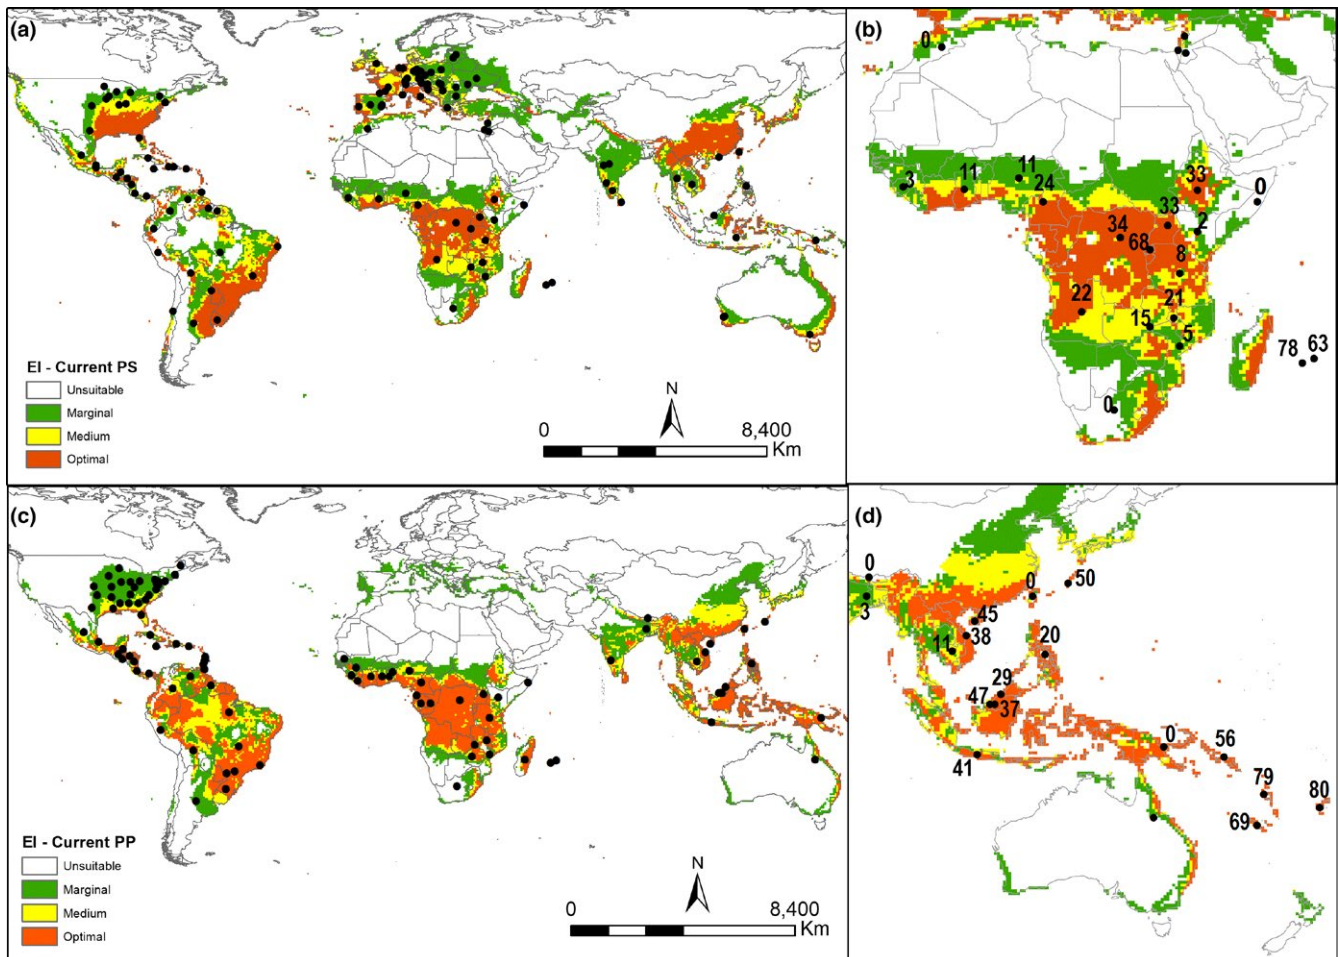 (a)
EI - Current PS
Unsuitable
Marginal
Medium
Optimal
N
0 8,400
Km
(b)
0
3
11
11
24
33
0
33
2
34
68
8
22
21
15
5
78
63
0
(c)
EI - Current PP
Unsuitable
Marginal
Medium
Optimal
N
0 8,400
Km
(d)
0
3
0
50
45
38
11
20
29
47
37
41
0
56
79
80
69